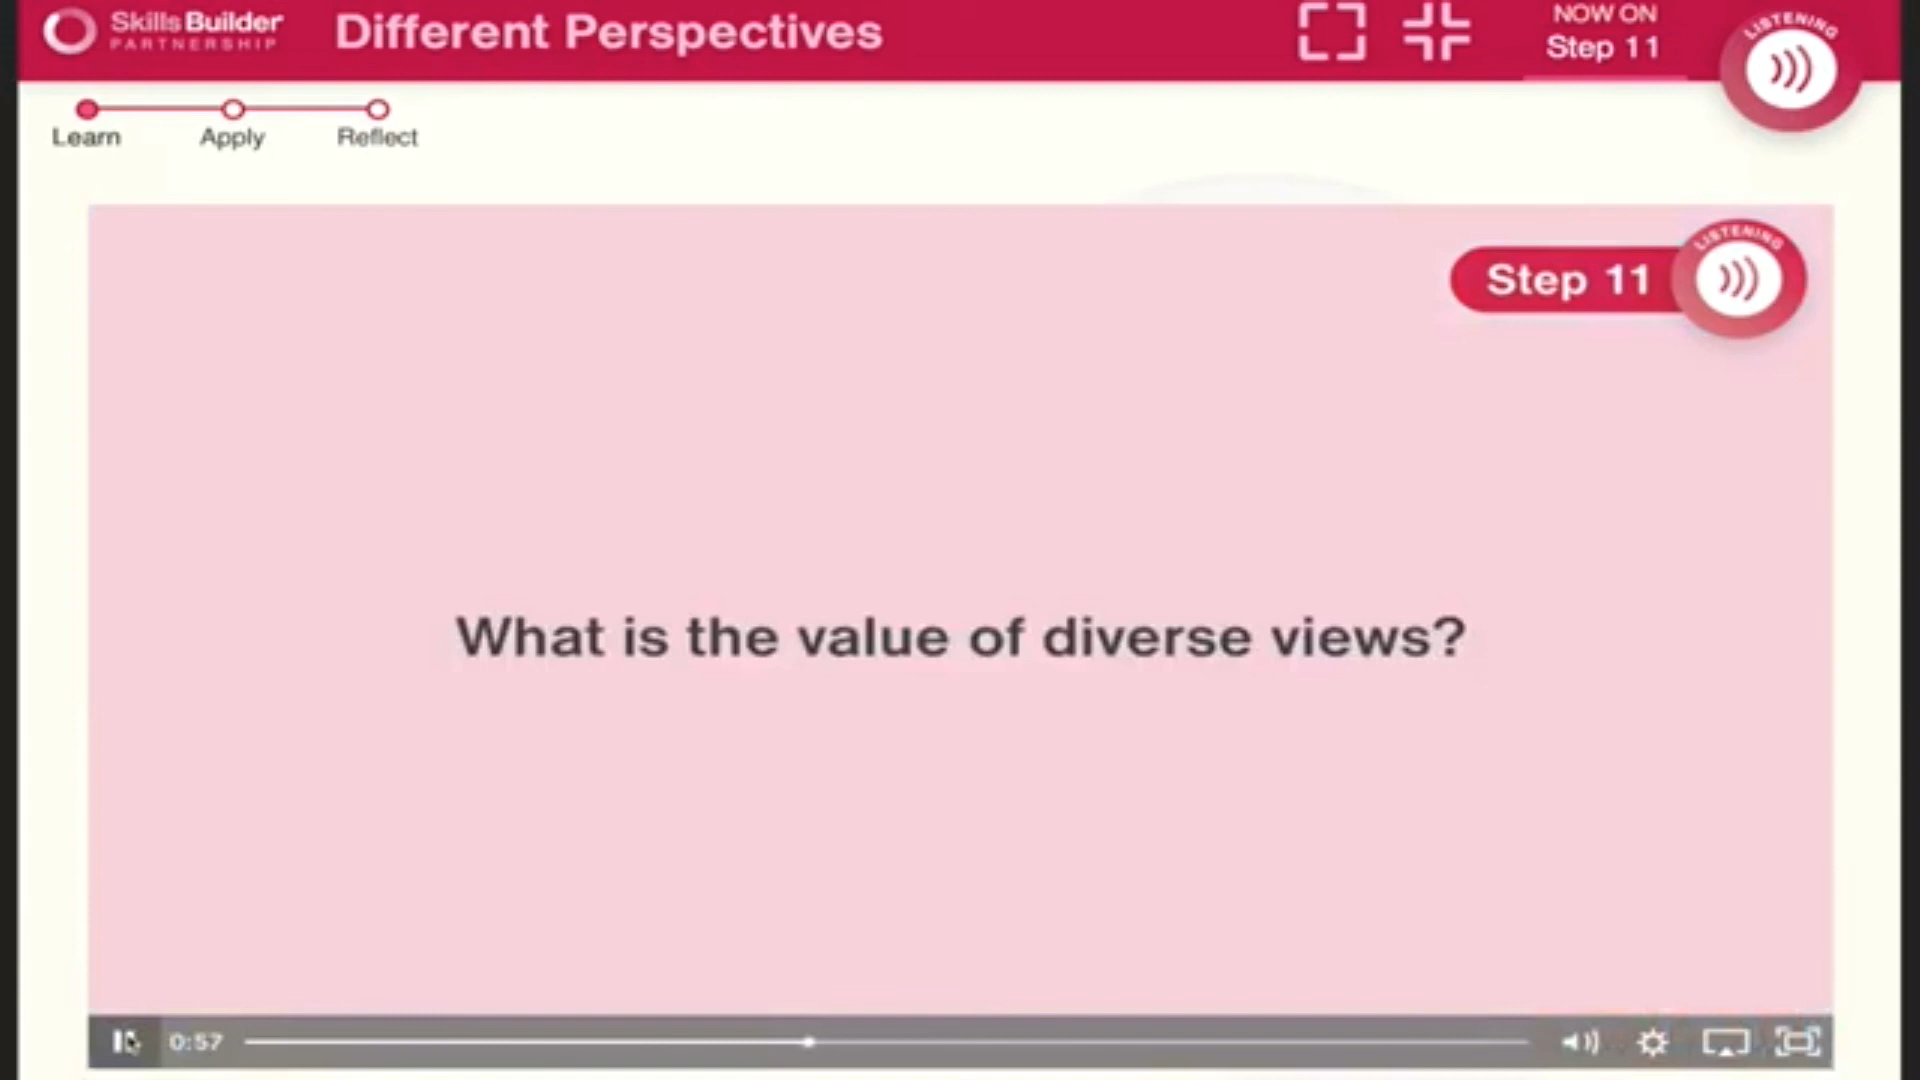 Skills Builder
PARTNERSHIP
Different Perspectives
NOW ON
Step 11
LISTENING
Learn
Apply
Reflect
Step 11
LISTENING
What is the value of diverse views?
0:57